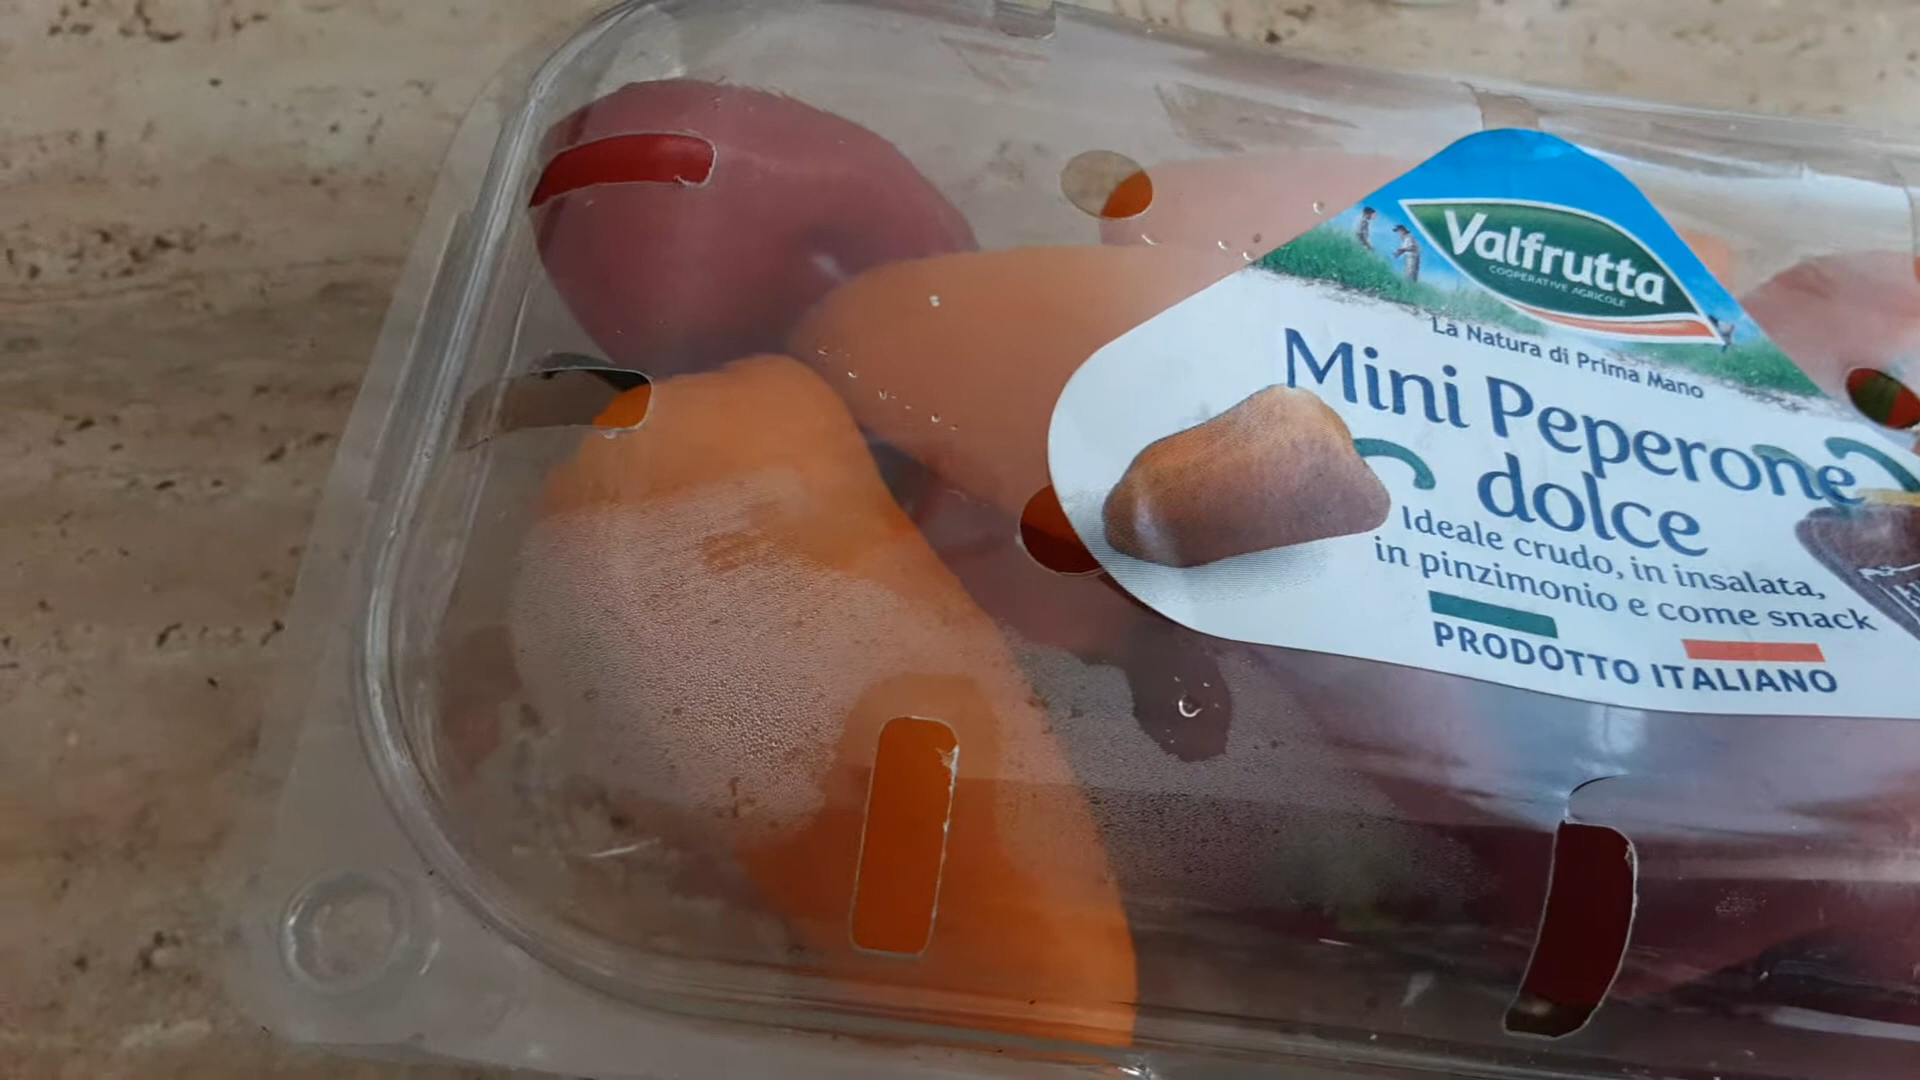 Valfrutta
COOPERATIVE AGRICOLE
La Natura di Prima Mano
Mini Peperone
dolce
Ideale crudo, in insalata,
in pinzimonio e come snack
PRODOTTO ITALIANO